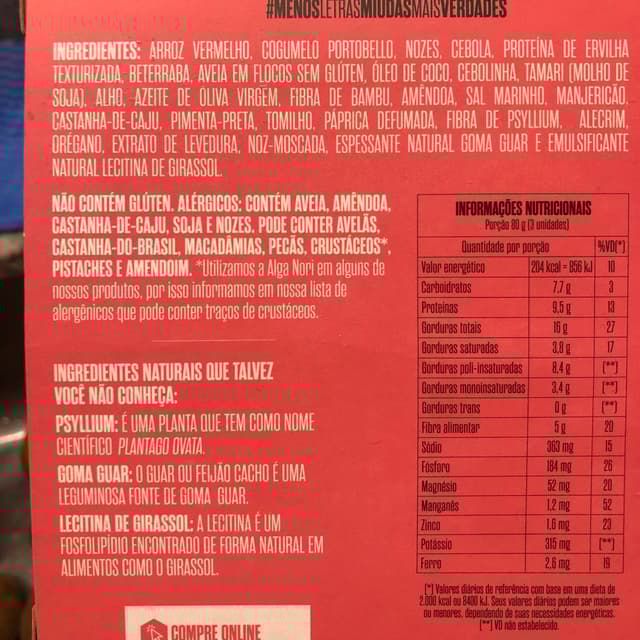 #MENOSLETRASMIUDASMAISVERDADES
INGREDIENTES: ARROZ VERMELHO, COGUMELO PORTOBELLO, NOZES, CEBOLA, PROTEÍNA DE ERVILHA
TEXTURIZADA, BETERRABA, AVEIA EM FLOCOS SEM GLÚTEN, ÓLEO DE COCO, CEBOLINHA, TAMARI (MOLHO DE
SOJA), ALHO, AZEITE DE OLIVA VIRGEM, FIBRA DE BAMBU, AMÊNDOA, SAL MARINHO, MANJERICÃO,
CASTANHA-DE-CAJU, PIMENTA-PRETA, TOMILHO, PÁPRICA DEFUMADA, FIBRA DE PSYLLIUM, ALECRIM,
ORÉGANO, EXTRATO DE LEVEDURA, NOZ-MOSCADA, ESPESSANTE NATURAL GOMA GUAR E EMULSIFICANTE
NATURAL LECITINA DE GIRASSOL.
NÃO CONTÉM GLÚTEN. ALÉRGICOS: CONTÉM AVEIA, AMÊNDOA,
CASTANHA-DE-CAJU, SOJA E NOZES. PODE CONTER AVELÃS,
CASTANHA-DO-BRASIL, MACADÂMIAS, PECÃS, CRUSTÁCEOS*,
PISTACHES E AMENDOIM. *Utilizamos a Alga Nori em alguns de
nossos produtos, por isso informamos em nossa lista de
alergênicos que pode conter traços de crustáceos.
INGREDIENTES NATURAIS QUE TALVEZ
VOCÊ NÃO CONHEÇA:
PSYLLIUM: É UMA PLANTA QUE TEM COMO NOME
CIENTÍFICO PLANTAGO OVATA.
GOMA GUAR: O GUAR OU FEIJÃO CACHO É UMA
LEGUMINOSA FONTE DE GOMA GUAR.
LECITINA DE GIRASSOL: A LECITINA É UM
FOSFOLIPÍDIO ENCONTRADO DE FORMA NATURAL EM
ALIMENTOS COMO O GIRASSOL.
COMPRE ONLINE
INFORMAÇÕES NUTRICIONAIS
Porção 80 g (3 unidades)
Quantidade por porção %VD(*)
Valor energético 204 kcal = 856 kJ 10
Carboidratos 7,7 g 3
Proteínas 9,5 g 13
Gorduras totais 16 g 27
Gorduras saturadas 3,8 g 17
Gorduras poli-insaturadas 8,4 g (**)
Gorduras monoinsaturadas 3,4 g (**)
Gorduras trans 0 g (**)
Fibra alimentar 5 g 20
Sódio 363 mg 15
Fósforo 184 mg 26
Magnésio 52 mg 20
Manganês 1,2 mg 52
Zinco 1,6 mg 23
Potássio 315 mg (**)
Ferro 2,6 mg 19
(*) Valores diários de referência com base em uma dieta de
2.000 kcal ou 8400 kJ. Seus valores diários podem ser maiores
ou menores, dependendo de suas necessidades energéticas.
(**) VD não estabelecido.